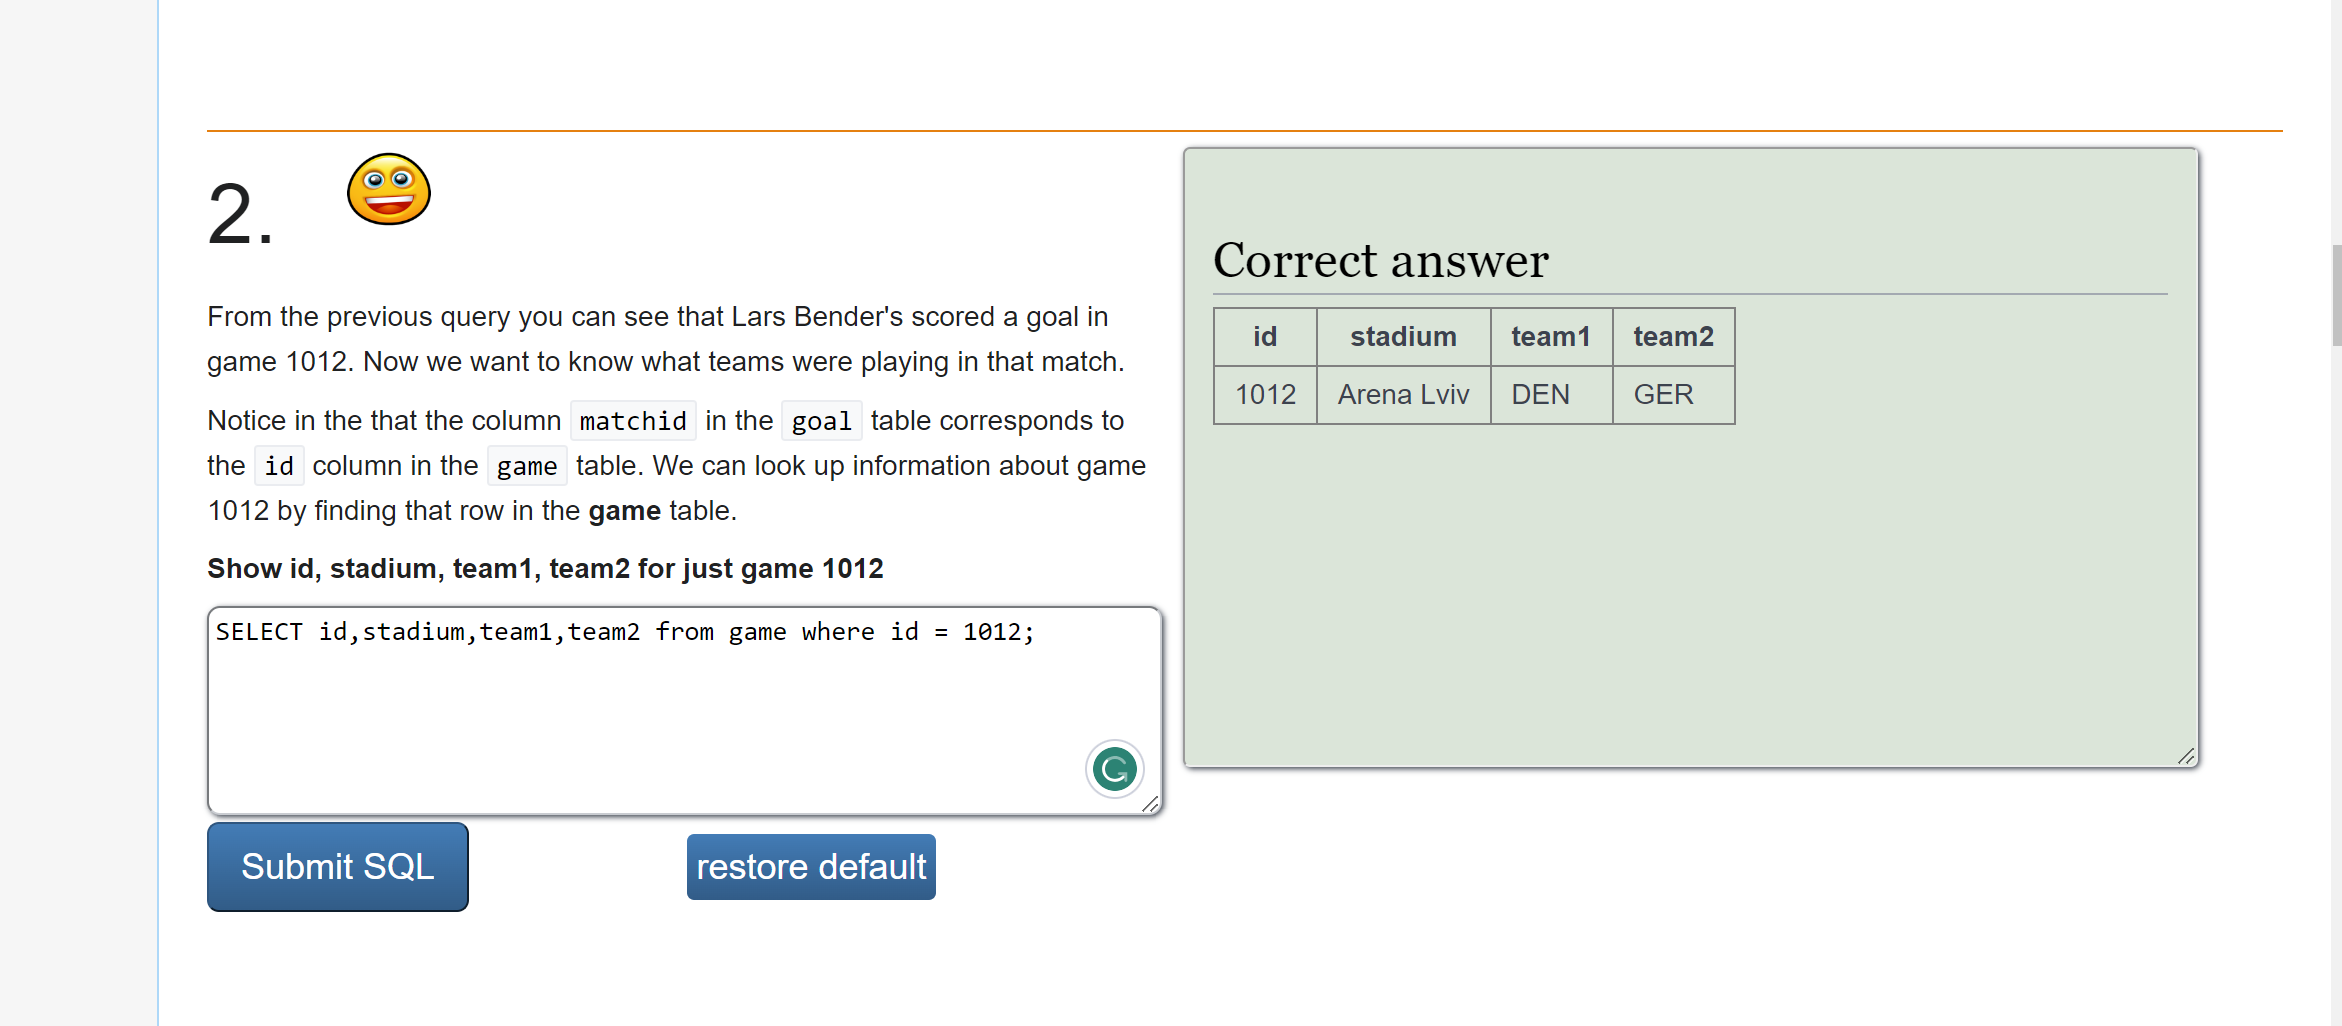 2.
From the previous query you can see that Lars Bender's scored a goal in
game 1012. Now we want to know what teams were playing in that match.
Notice in the that the column matchid in the goal table corresponds to
the id column in the game table. We can look up information about game
1012 by finding that row in the game table.
Show id, stadium, team1, team2 for just game 1012
SELECT id,stadium,team1,team2 from game where id = 1012;
Submit SQL restore default
Correct answer
id stadium team1 team2
1012 Arena Lviv DEN GER